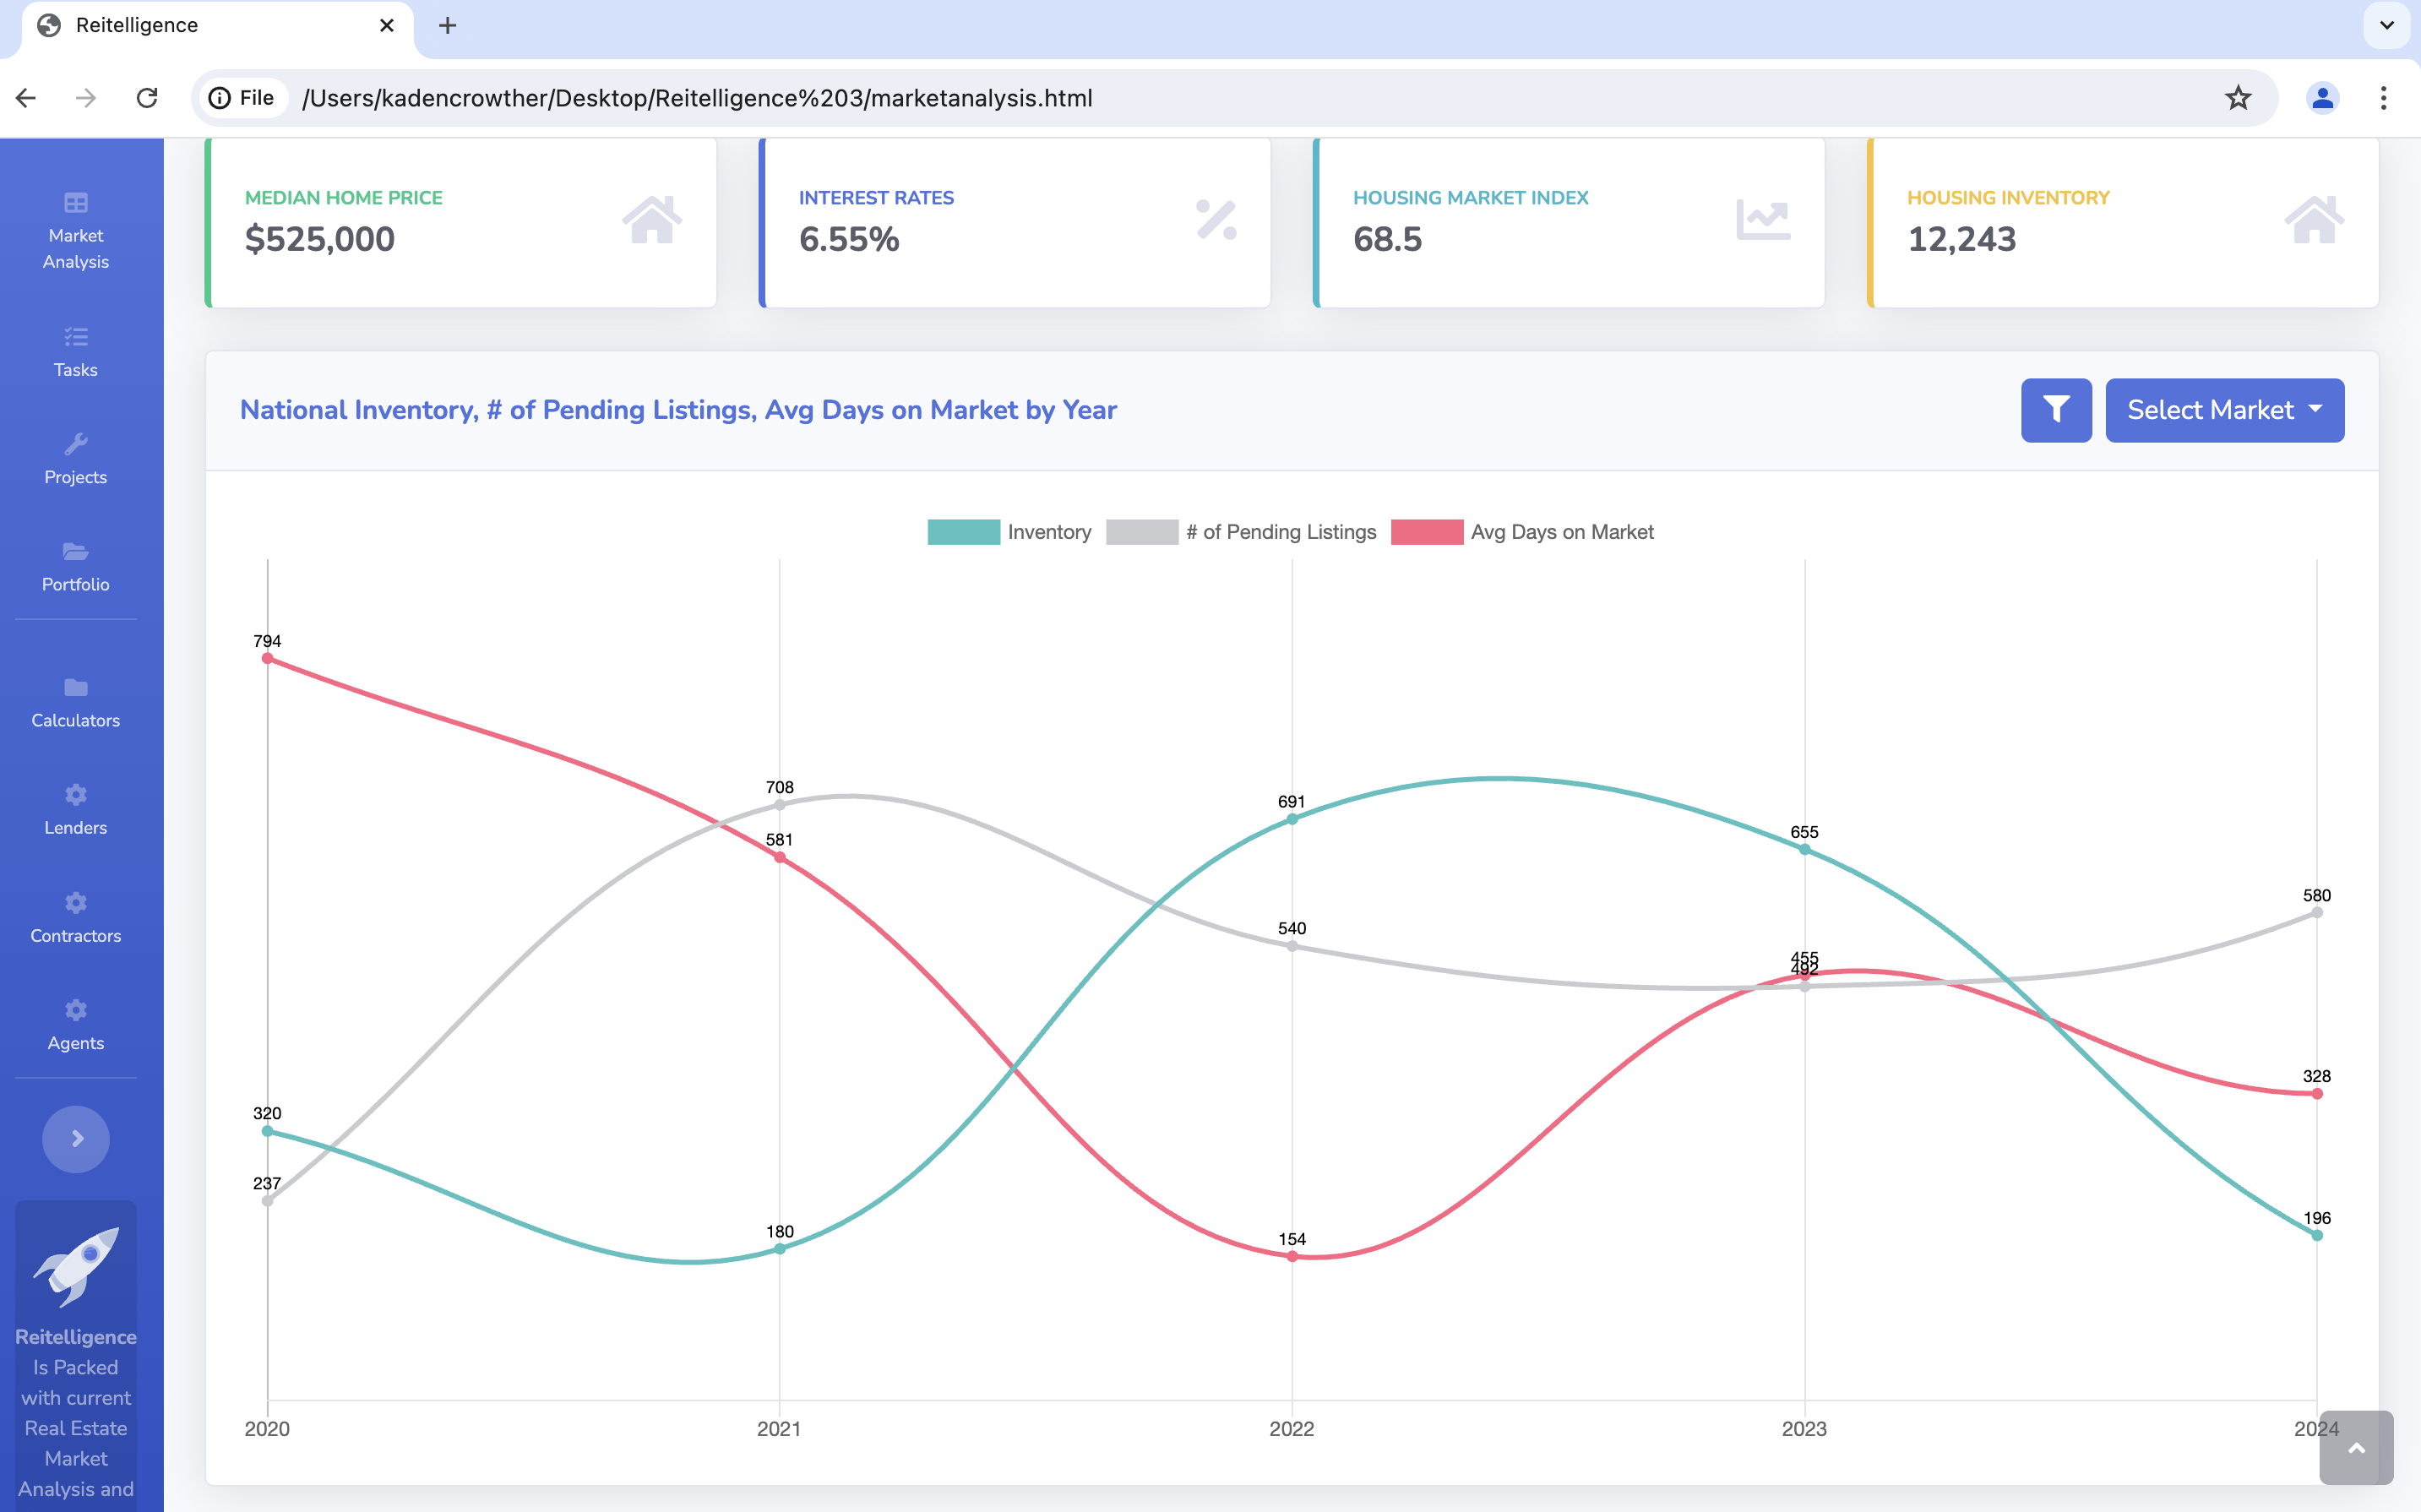 Reitelligence
File
/Users/kadencrowther/Desktop/Reitelligence%203/marketanalysis.html
Market
Analysis
Tasks
Projects
Portfolio
Calculators
Lenders
Contractors
Agents
Reitelligence
Is Packed
with current
Real Estate
Market
Analysis and
MEDIAN HOME PRICE
$525,000
INTEREST RATES
6.55%
HOUSING MARKET INDEX
68.5
HOUSING INVENTORY
12,243
National Inventory, # of Pending Listings, Avg Days on Market by Year
Select Market
Inventory
# of Pending Listings
Avg Days on Market
794
708
581
691
655
580
540
455
492
320
237
180
154
328
196
2020
2021
2022
2023
2024